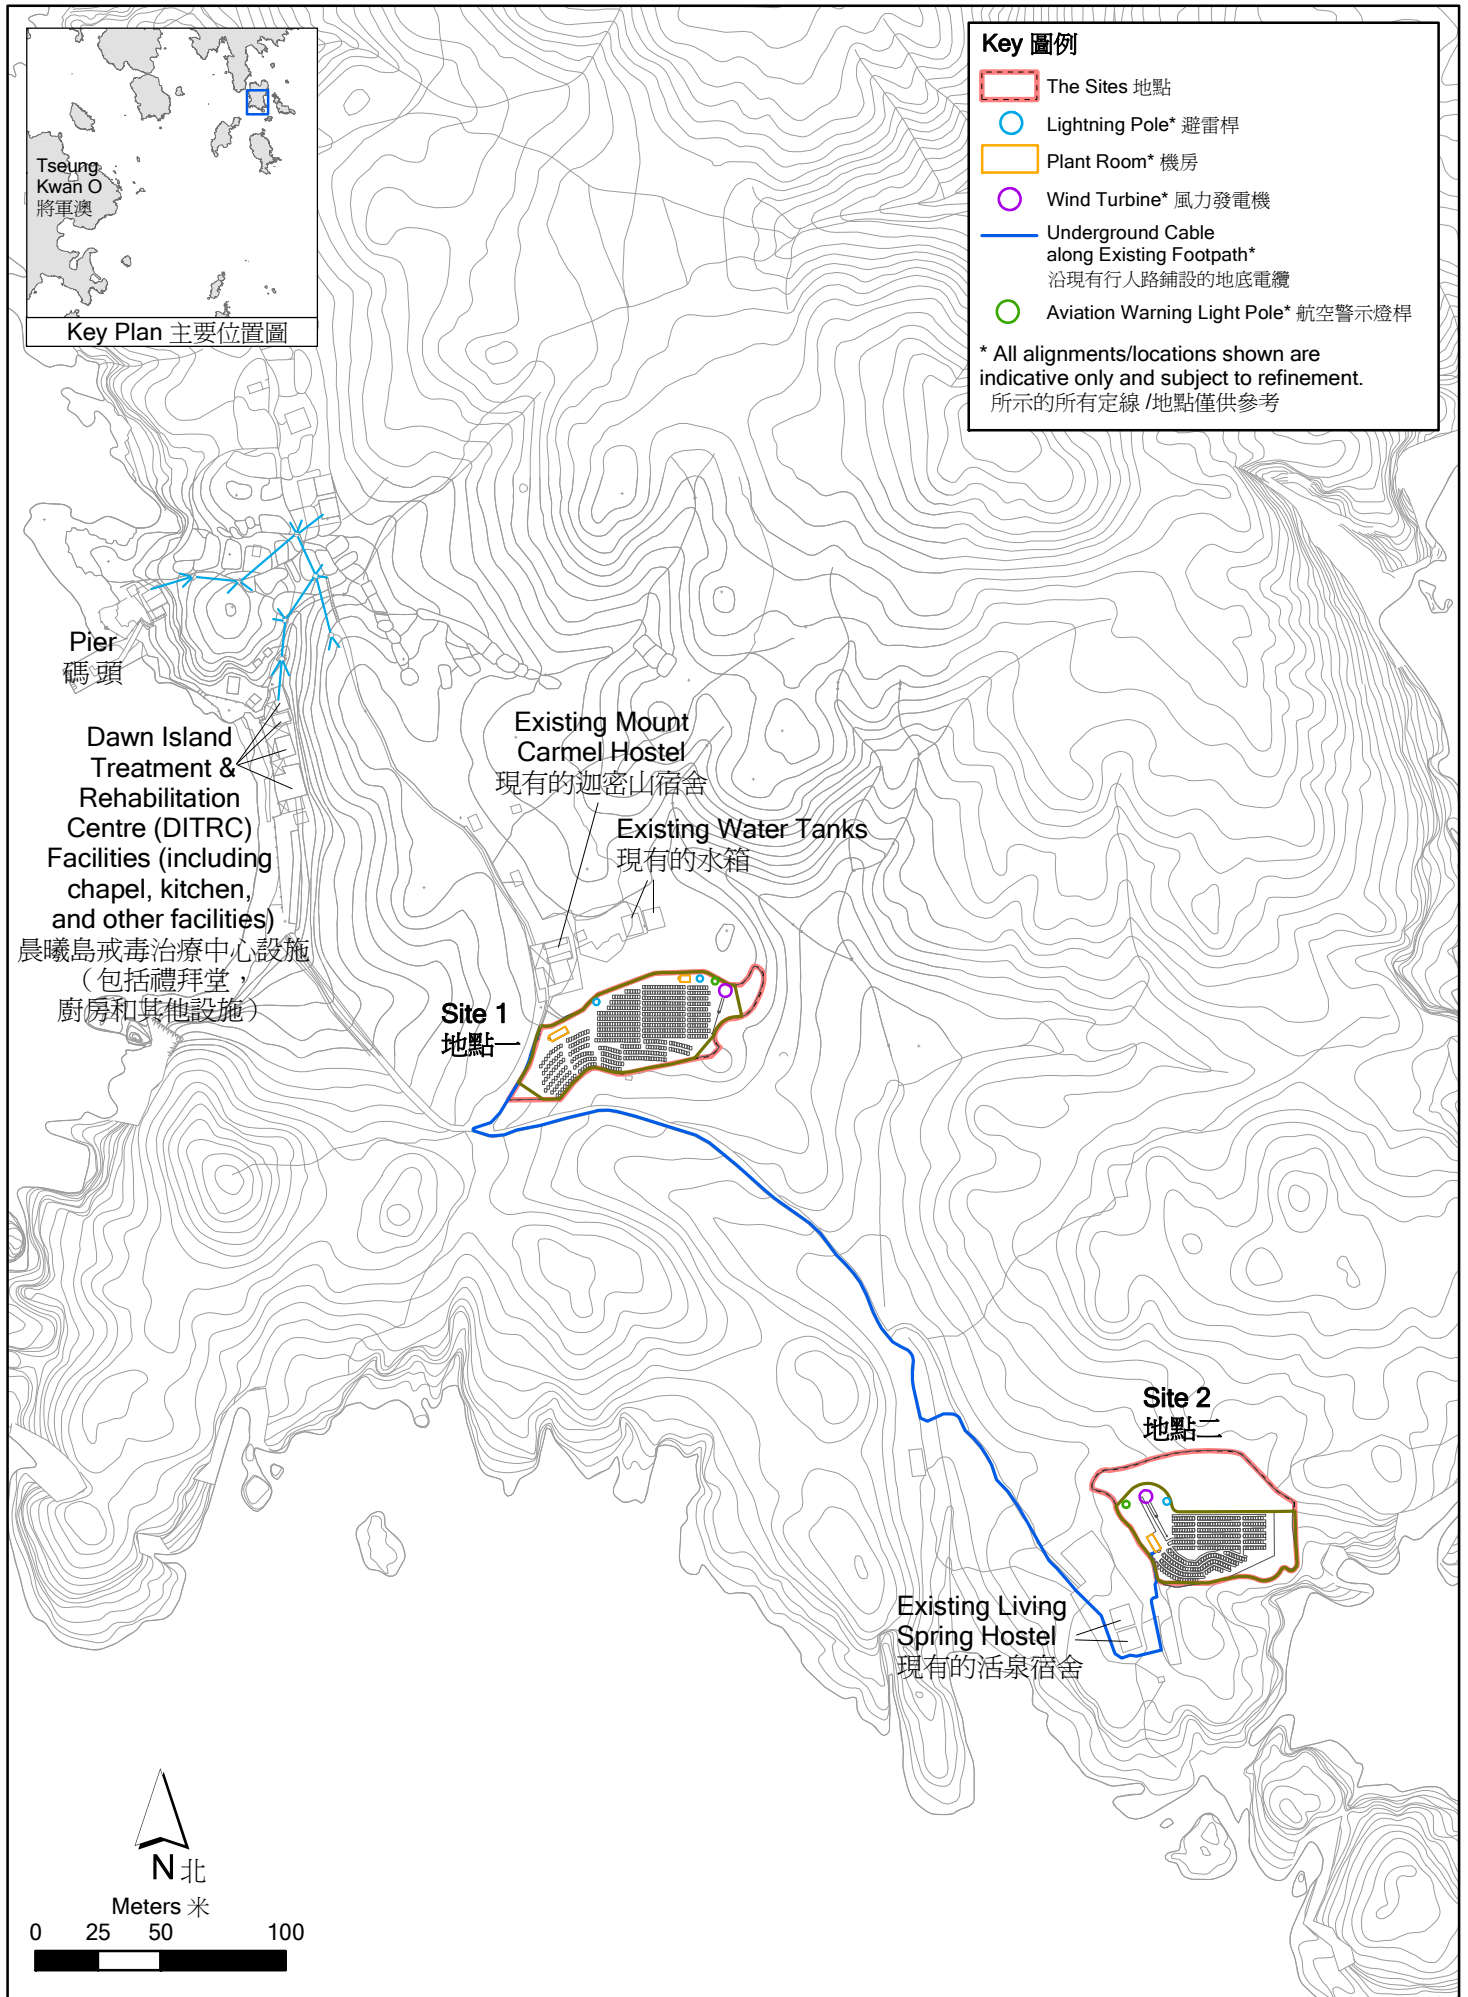 Tseung
Kwan O
將軍澳
Key Plan 主要位置圖
Key 圖例
The Sites 地點
Lightning Pole* 避雷桿
Plant Room* 機房
Wind Turbine* 風力發電機
Underground Cable
along Existing Footpath*
沿現有行人路鋪設的地底電纜
Aviation Warning Light Pole* 航空警示燈桿
* All alignments/locations shown are
indicative only and subject to refinement.
所示的所有定線 /地點僅供參考
Pier
碼頭
Dawn Island
Treatment &
Rehabilitation
Centre (DITRC)
Facilities (including
chapel, kitchen,
and other facilities)
晨曦島戒毒治療中心設施
（包括禮拜堂，
廚房和其他設施）
Existing Mount
Carmel Hostel
現有的迦密山宿舍
Existing Water Tanks
現有的水箱
Site 1
地點一
Site 2
地點二
Existing Living
Spring Hostel
現有的活泉宿舍
N 北
Meters 米
0 25 50 100